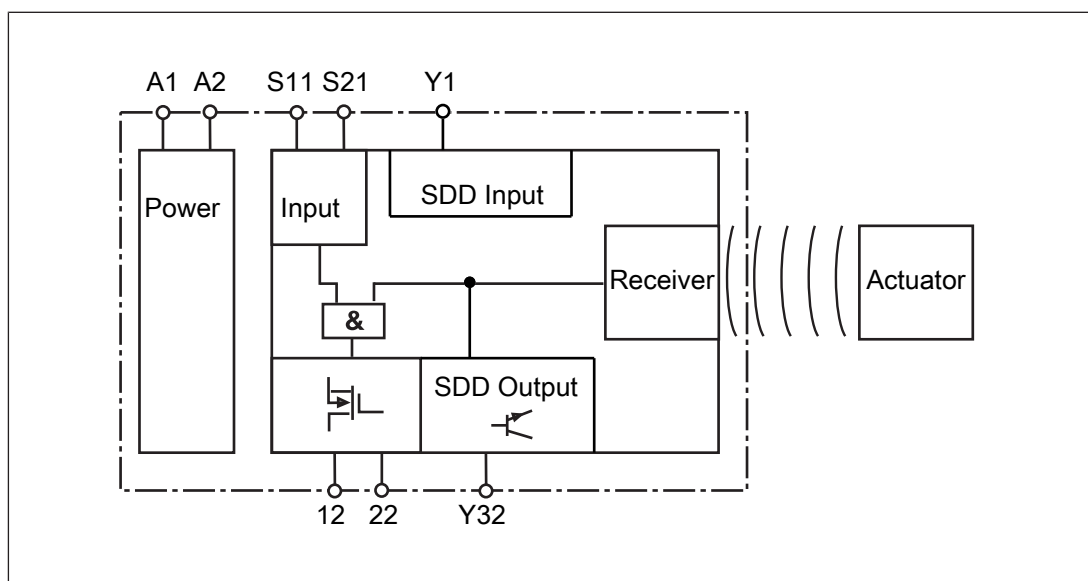 A1 A2 S11 S21 Y1
Power
Input
SDD Input
Receiver
Actuator
&
SDD Output
12 22 Y32